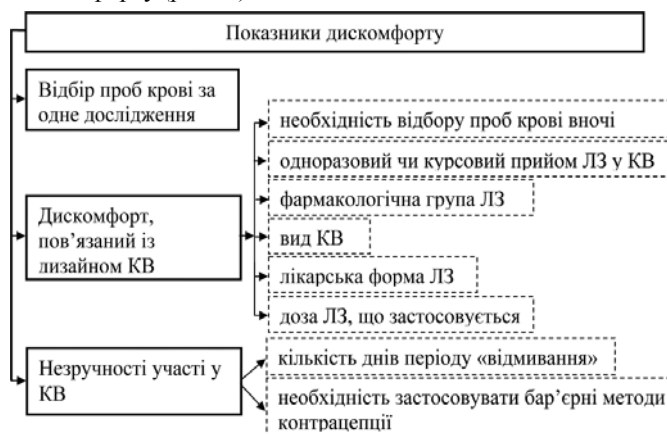 Показники дискомфорту
Відбір проб крові за
одне дослідження
необхідність відбору проб крові вночі
одноразовий чи курсовий прийом ЛЗ у КВ
фармакологічна група ЛЗ
Дискомфорт,
пов’язаний із
дизайном КВ
вид КВ
лікарська форма ЛЗ
доза ЛЗ, що застосовується
Незручності участі у
КВ
кількість днів періоду «відмивання»
необхідність застосовувати бар’єрні методи
контрацепції